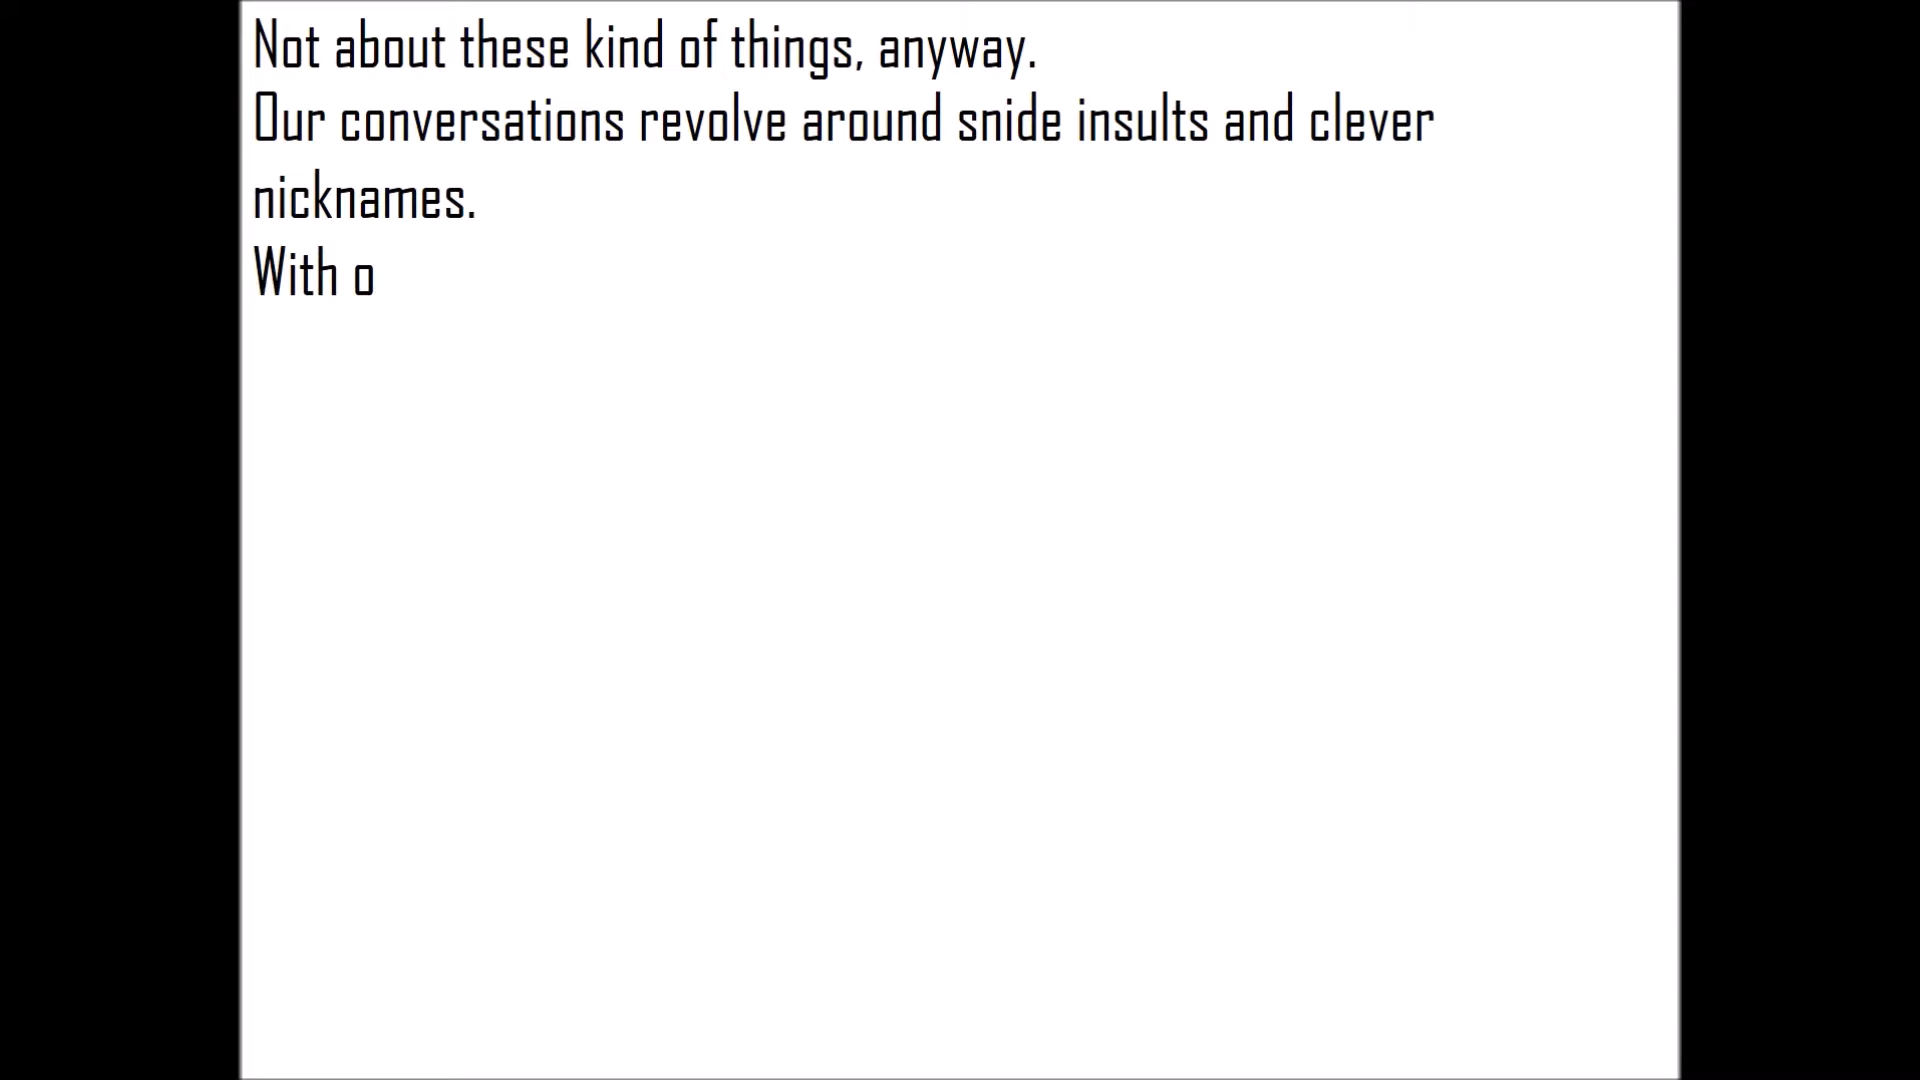 Not about these kind of things, anyway.
Our conversations revolve around snide insults and clever
nicknames.
With o